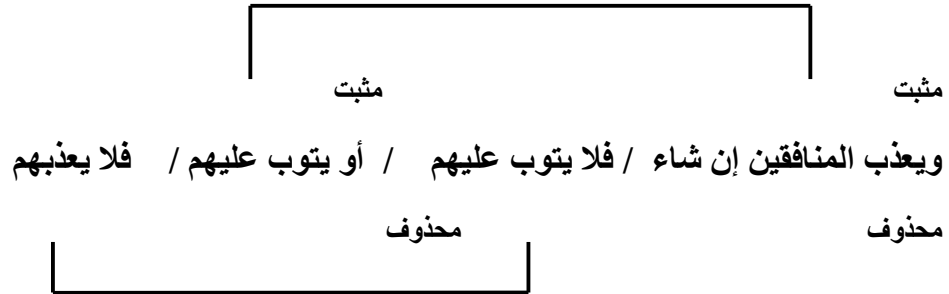 مثبت مثبت
ويعذب المنافقين إن شاء / فلا يتوب عليهم / أو يتوب عليهم / فلا يعذبهم
محذوف محذوف